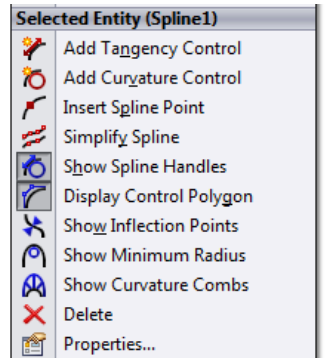 Selected Entity (Spline1)
Add Tangency Control
Add Curvature Control
Insert Spline Point
Simplify Spline
Show Spline Handles
Display Control Polygon
Show Inflection Points
Show Minimum Radius
Show Curvature Combs
Delete
Properties...